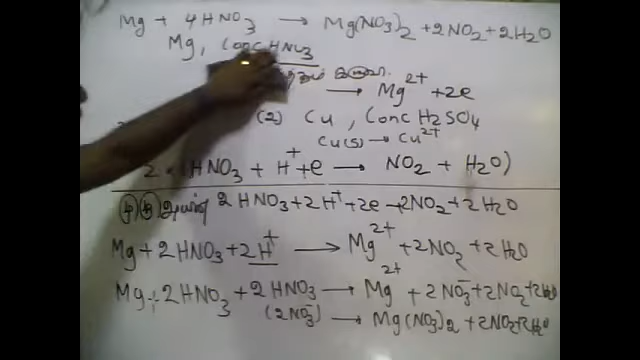 Mg + 4HNO3 → Mg(NO3)2 + 2NO2 + 2H2O
Mg, Conc HNO3
→ Mg2+ + 2e
(2) Cu, Conc H2SO4
Cu(s) → Cu2+
HNO3 + H+ + e → NO2 + H2O)
2HNO3 + 2H+ + 2e → 2NO2 + 2H2O
Mg + 2HNO3 + 2H+ → Mg2+ + 2NO2 + 2H2O
Mg + 2HNO3 + 2HNO3 → Mg2+ + 2NO3- + 2NO2 + 2H2O
(2NO3-) → Mg(NO3)2 + 2NO2 + 2H2O